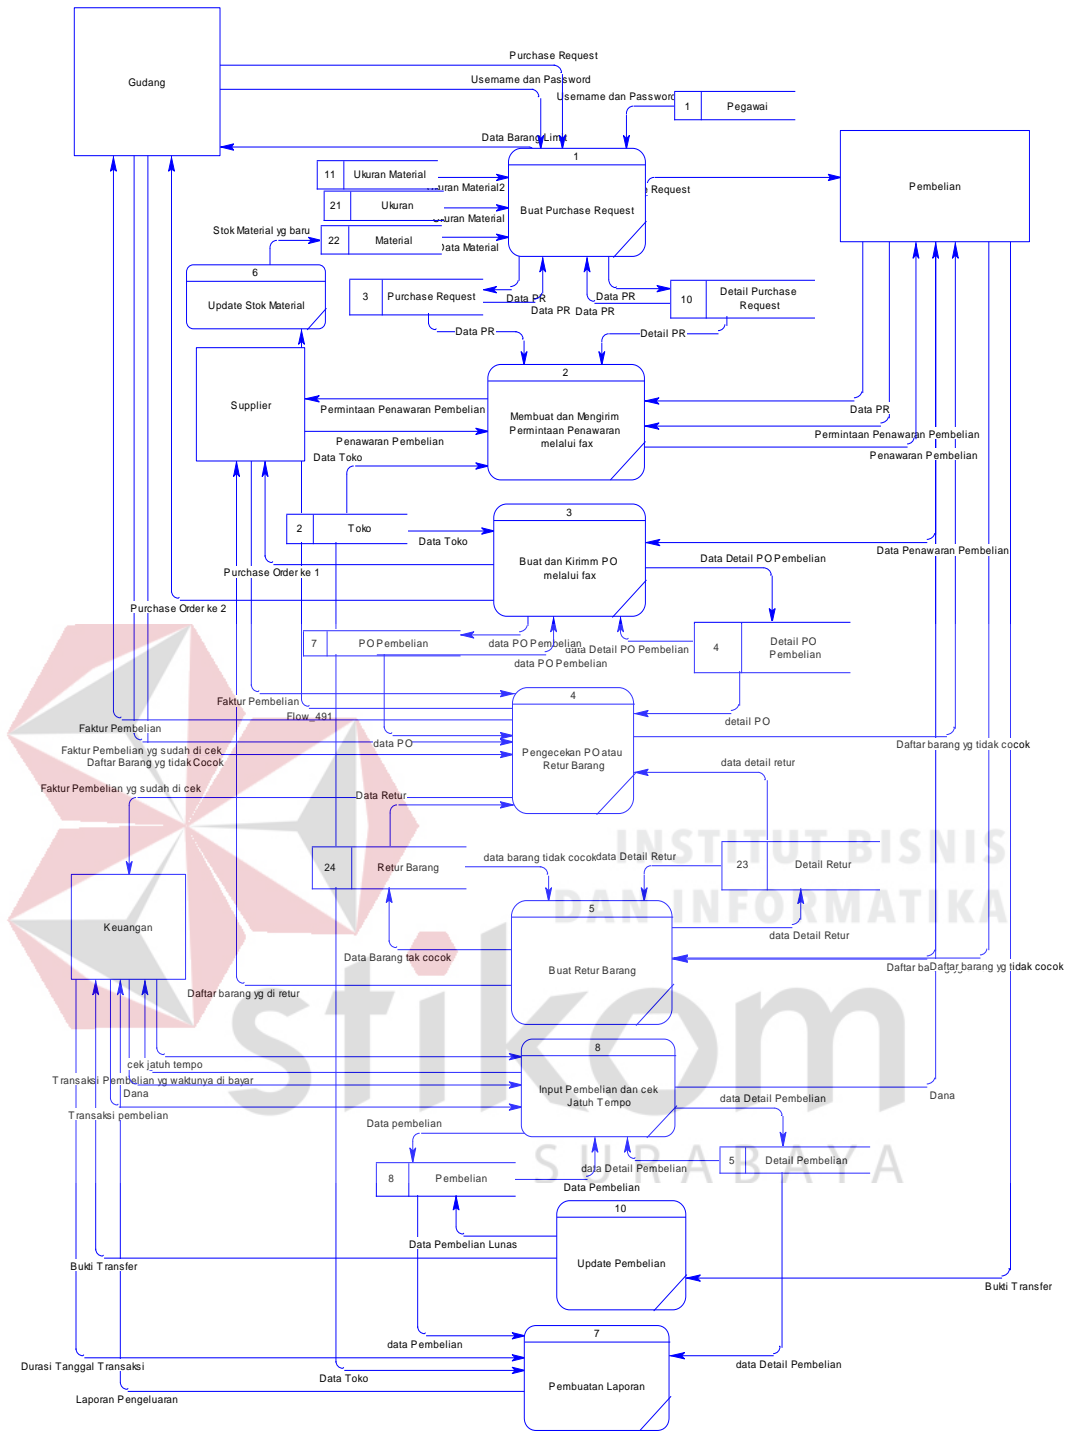 Purchase Request
Gudang
Username dan Password
Username dan Password
1
Pegawai
Data Barang Limit
1
11
Ukuran Material
Ukuran Material2
Buat Purchase Request
Request
Pembelian
21
Ukuran
Ukuran Material
Stok Material yg baru
22
Material
Data Material
6
Update Stok Material
3
Purchase Request
Data PR
Data PR
Data PR
Data PR
10
Detail Purchase
Request
Data PR
Detail PR
2
Supplier
Permintaan Penawaran Pembelian
Membuat dan Mengirim
Permintaan Penawaran
melalui fax
Data PR
Penawaran Pembelian
Permintaan Penawaran Pembelian
Data Toko
Penawaran Pembelian
3
2
Toko
Data Toko
Data Penawaran Pembelian
Buat dan Kirimm PO
melalui fax
Data Detail PO Pembelian
Purchase Order ke 1
Purchase Order ke 2
7
PO Pembelian
data PO Pembelian
data Detail PO Pembelian
data PO Pembelian
4
Detail PO
Pembelian
4
Faktur Pembelian
Flow_491
detail PO
Faktur Pembelian
data PO
Pengecekan PO atau
Retur Barang
Daftar barang yg tidak cocok
Faktur Pembelian yg sudah di cek
Daftar Barang yg tidak Cocok
data detail retur
Faktur Pembelian yg sudah di cek
Data Retur
INSTITUT BISNIS
DAN INFORMATIKA
24
Retur Barang
data barang tidak cocok
data Detail Retur
23
Detail Retur
5
Keuangan
Data Barang tak cocok
data Detail Retur
Buat Retur Barang
Daftar barang yg tidak cocok
Daftar barang yg di retur
stikom
8
cek jatuh tempo
Transaksi Pembelian yg waktunya di bayar
Dana
Input Pembelian dan cek
Jatuh Tempo
Dana
Transaksi pembelian
data Detail Pembelian
Data pembelian
SURABAYA
8
Pembelian
data Detail Pembelian
5
Detail Pembelian
Data Pembelian
10
Data Pembelian Lunas
Update Pembelian
Bukti Transfer
Bukti Transfer
7
data Pembelian
data Detail Pembelian
Durasi Tanggal Transaksi
Data Toko
Pembuatan Laporan
Laporan Pengeluaran